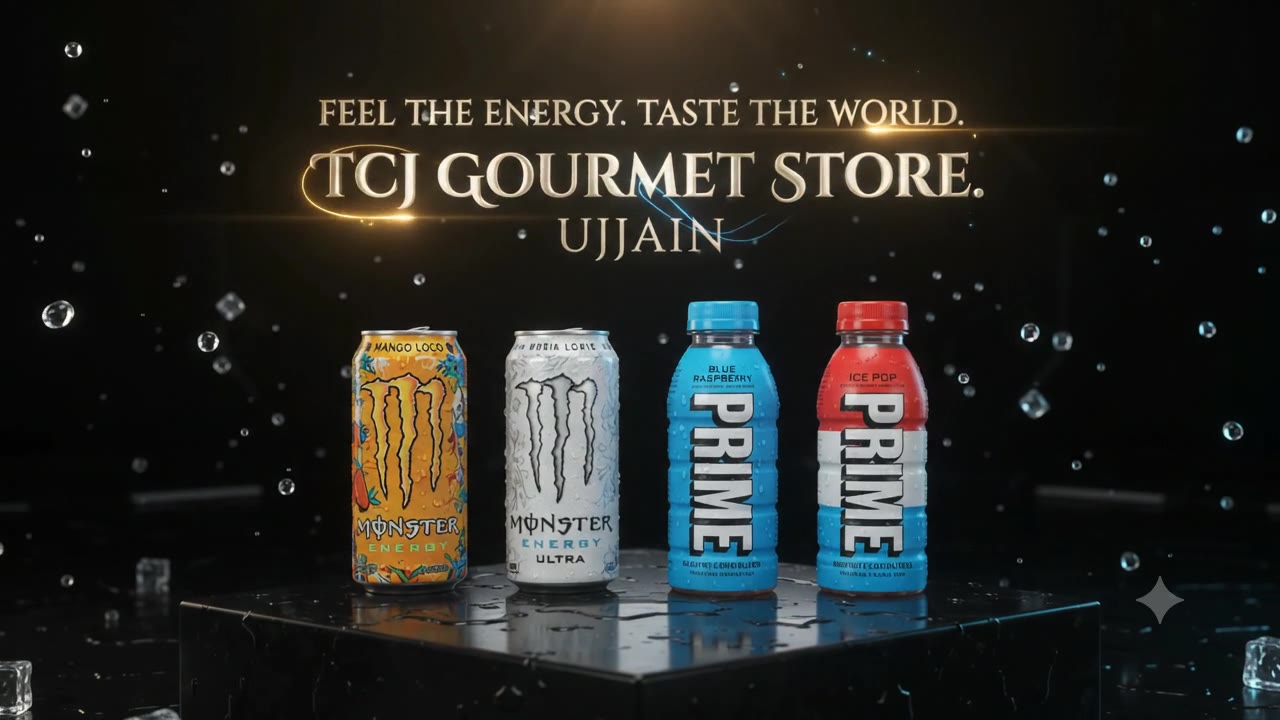 FEEL THE ENERGY. TASTE THE WORLD.
TCJ GOURMET STORE.
UJJAIN
MANGO LOCO
MONSTER
ENERGY
MONSTER
ENERGY
ULTRA
BLUE
RASPBERRY
PRIME
ICE POP
PRIME